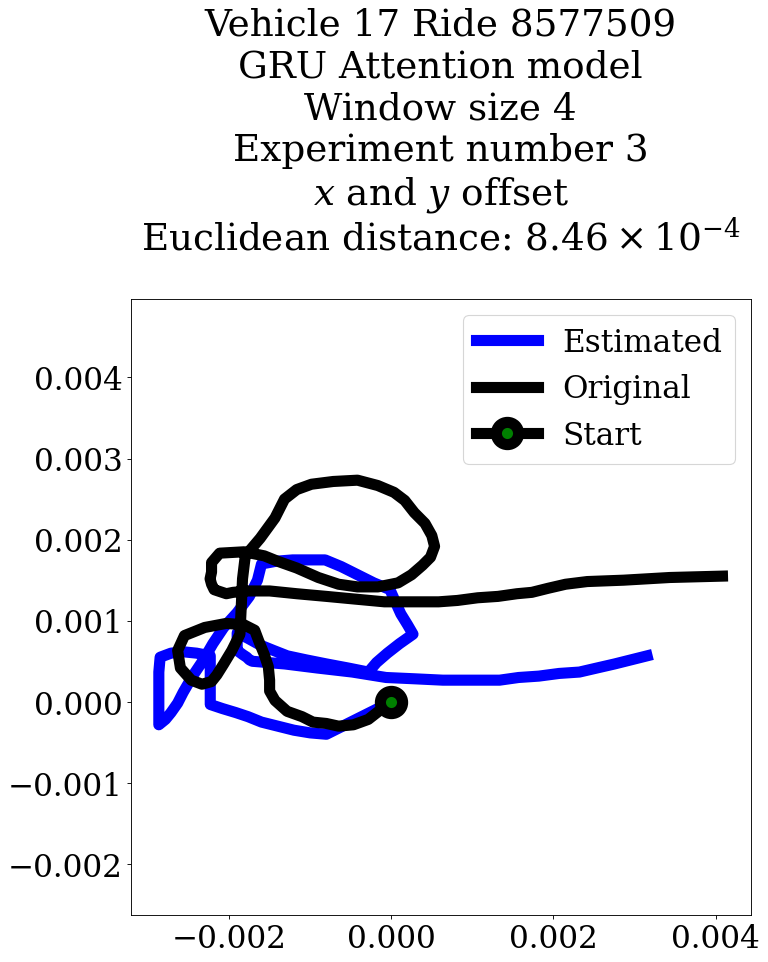 Vehicle 17 Ride 8577509
GRU Attention model
Window size 4
Experiment number 3
x and y offset
Euclidean distance: 8.46 × 10⁻⁴
Estimated
Original
Start
0.004
0.003
0.002
0.001
0.000
−0.001
−0.002
−0.002 0.000 0.002 0.004